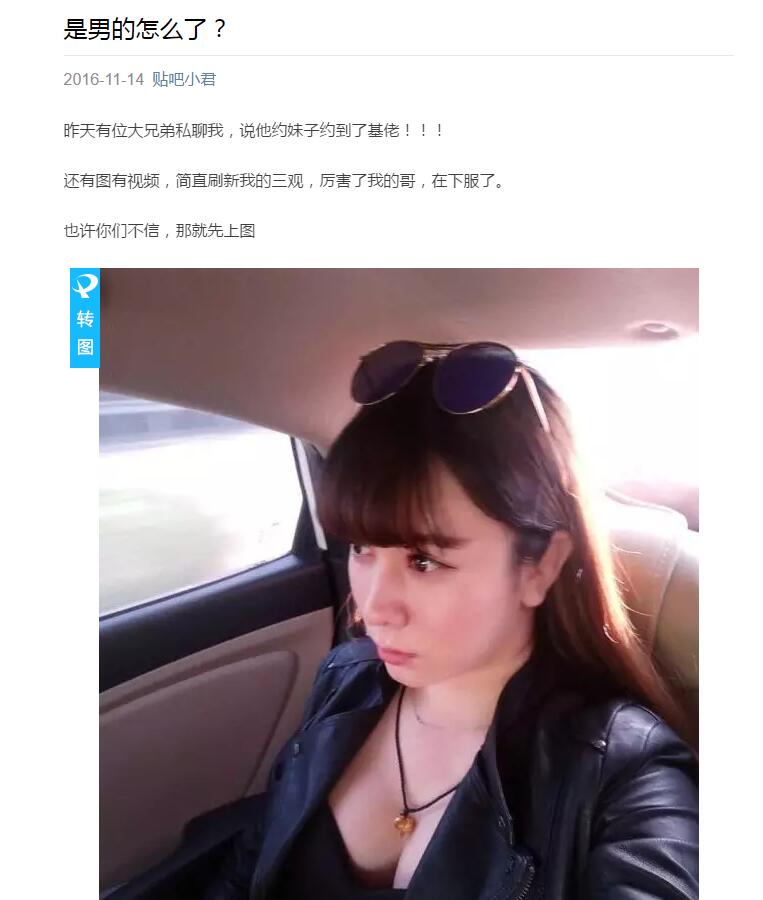 是男的怎么了？
2016-11-14 贴吧小君
昨天有位大兄弟私聊我，说他约妹子约到了基佬！！！
还有图有视频，简直刷新我的三观，厉害了我的哥，在下服了。
也许你们不信，那就先上图
转
图